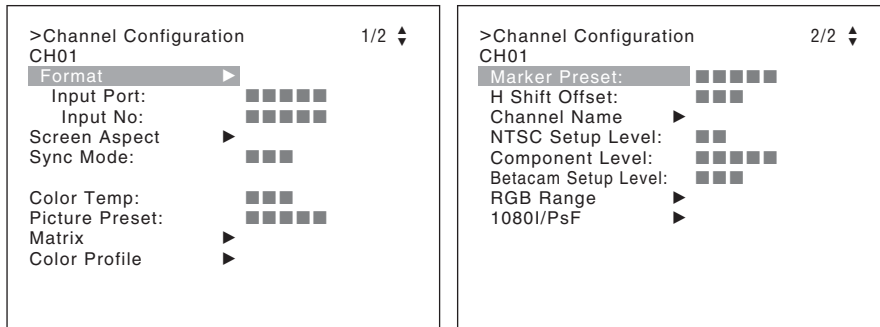 >Channel Configuration 1/2
CH01
Format
Input Port:
Input No:
Screen Aspect
Sync Mode:
Color Temp:
Picture Preset:
Matrix
Color Profile
>Channel Configuration 2/2
CH01
Marker Preset:
H Shift Offset:
Channel Name
NTSC Setup Level:
Component Level:
Betacam Setup Level:
RGB Range
1080I/PsF